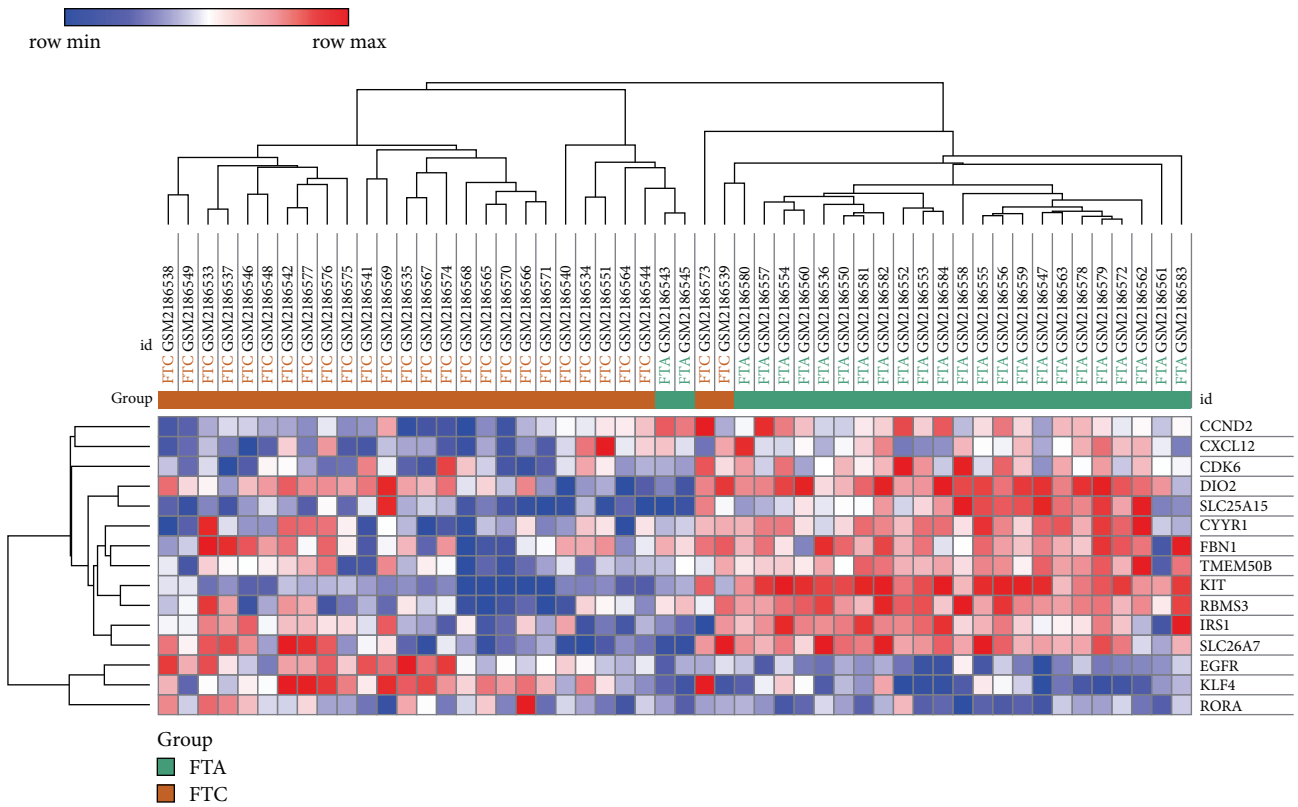 row min row max
id
FTC GSM2186538
FTC GSM2186549
FTC GSM2186533
FTC GSM2186537
FTC GSM2186546
FTC GSM2186548
FTC GSM2186542
FTC GSM2186577
FTC GSM2186576
FTC GSM2186575
FTC GSM2186541
FTC GSM2186569
FTC GSM2186535
FTC GSM2186567
FTC GSM2186574
FTC GSM2186568
FTC GSM2186565
FTC GSM2186570
FTC GSM2186566
FTC GSM2186571
FTC GSM2186540
FTC GSM2186534
FTC GSM2186551
FTC GSM2186564
FTC GSM2186544
FTA GSM2186543
FTA GSM2186545
FTC GSM2186573
FTC GSM2186539
FTA GSM2186580
FTA GSM2186557
FTA GSM2186554
FTA GSM2186560
FTA GSM2186536
FTA GSM2186550
FTA GSM2186581
FTA GSM2186582
FTA GSM2186552
FTA GSM2186553
FTA GSM2186584
FTA GSM2186558
FTA GSM2186555
FTA GSM2186556
FTA GSM2186559
FTA GSM2186547
FTA GSM2186563
FTA GSM2186578
FTA GSM2186579
FTA GSM2186572
FTA GSM2186562
FTA GSM2186561
FTA GSM2186583
Group id
CCND2
CXCL12
CDK6
DIO2
SLC25A15
CYYR1
FBN1
TMEM50B
KIT
RBMS3
IRS1
SLC26A7
EGFR
KLF4
RORA
Group
FTA
FTC